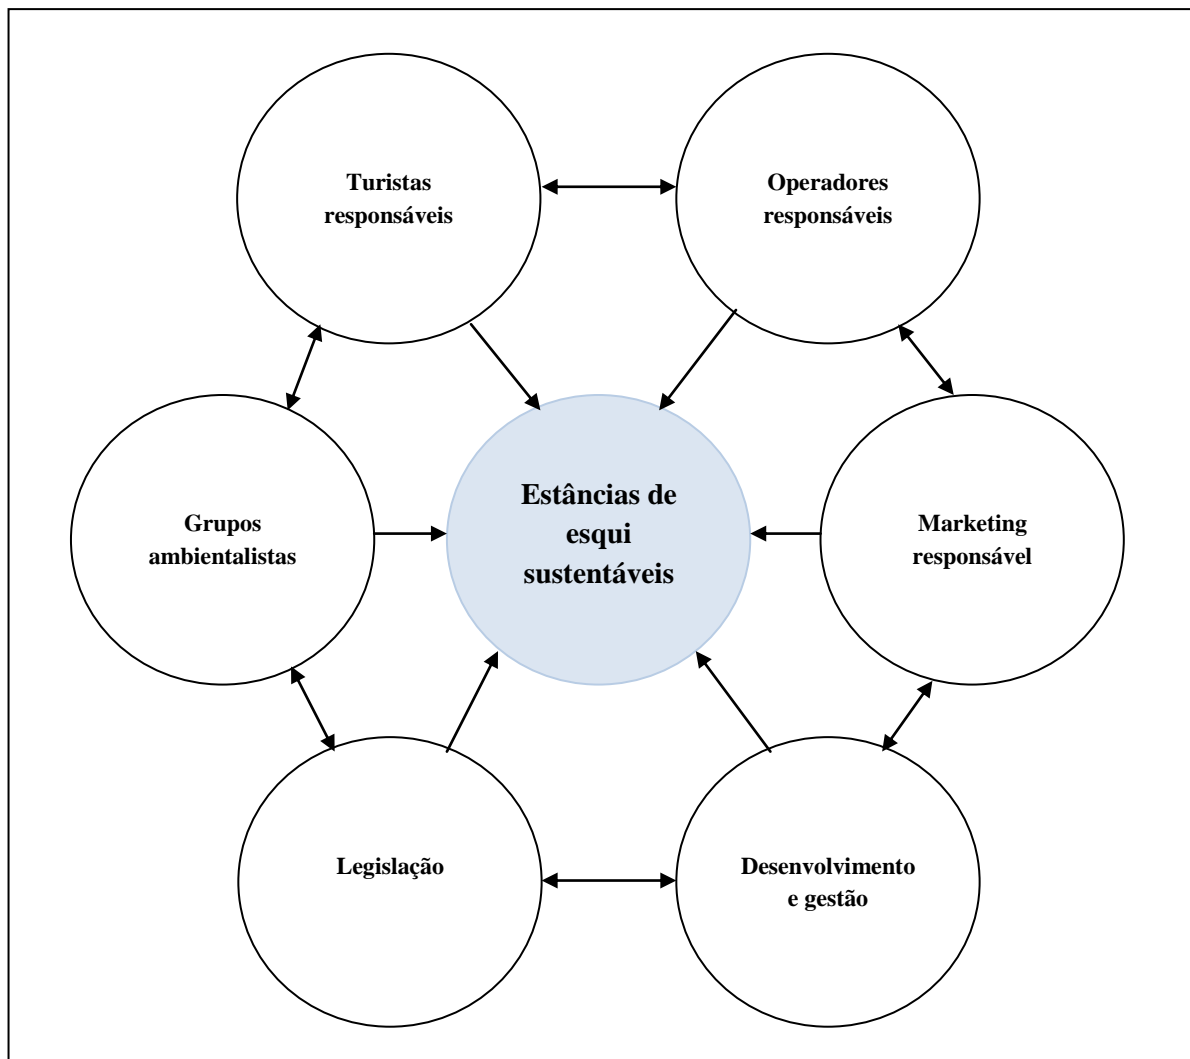 Turistas
responsáveis
Operadores
responsáveis
Grupos
ambientalistas
Estâncias de
esqui
sustentáveis
Marketing
responsável
Legislação
Desenvolvimento
e gestão